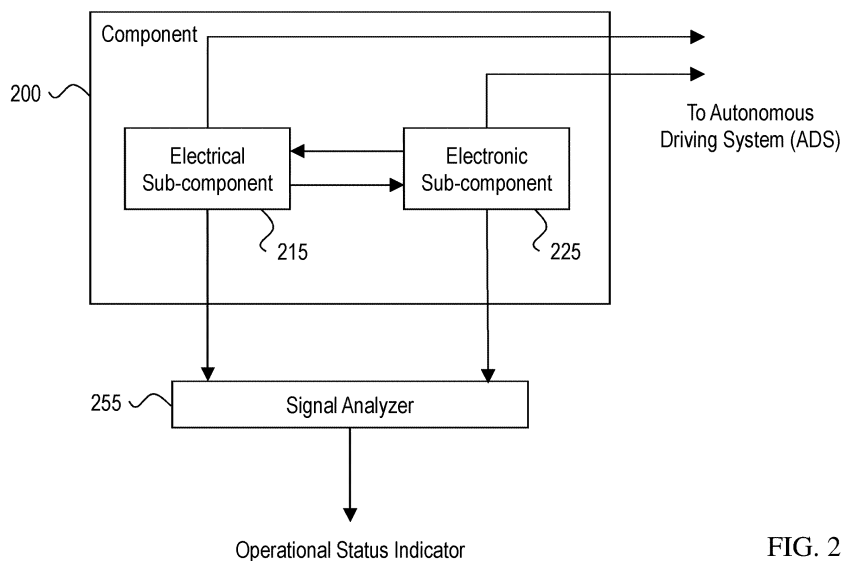 Component
200
To Autonomous
Driving System (ADS)
Electrical
Sub-component
Electronic
Sub-component
215
225
255
Signal Analyzer
Operational Status Indicator
FIG. 2